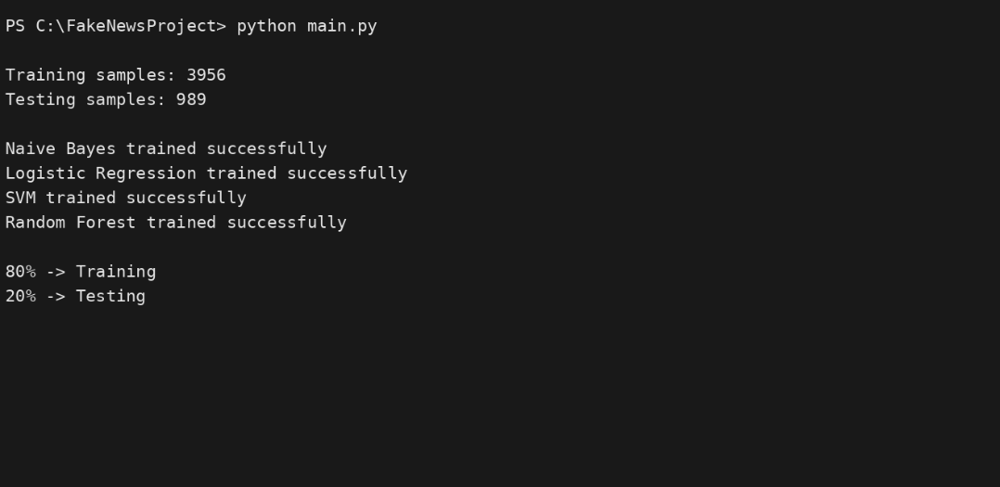 PS C:\FakeNewsProject> python main.py
Training samples: 3956
Testing samples: 989
Naive Bayes trained successfully
Logistic Regression trained successfully
SVM trained successfully
Random Forest trained successfully
80% -> Training
20% -> Testing